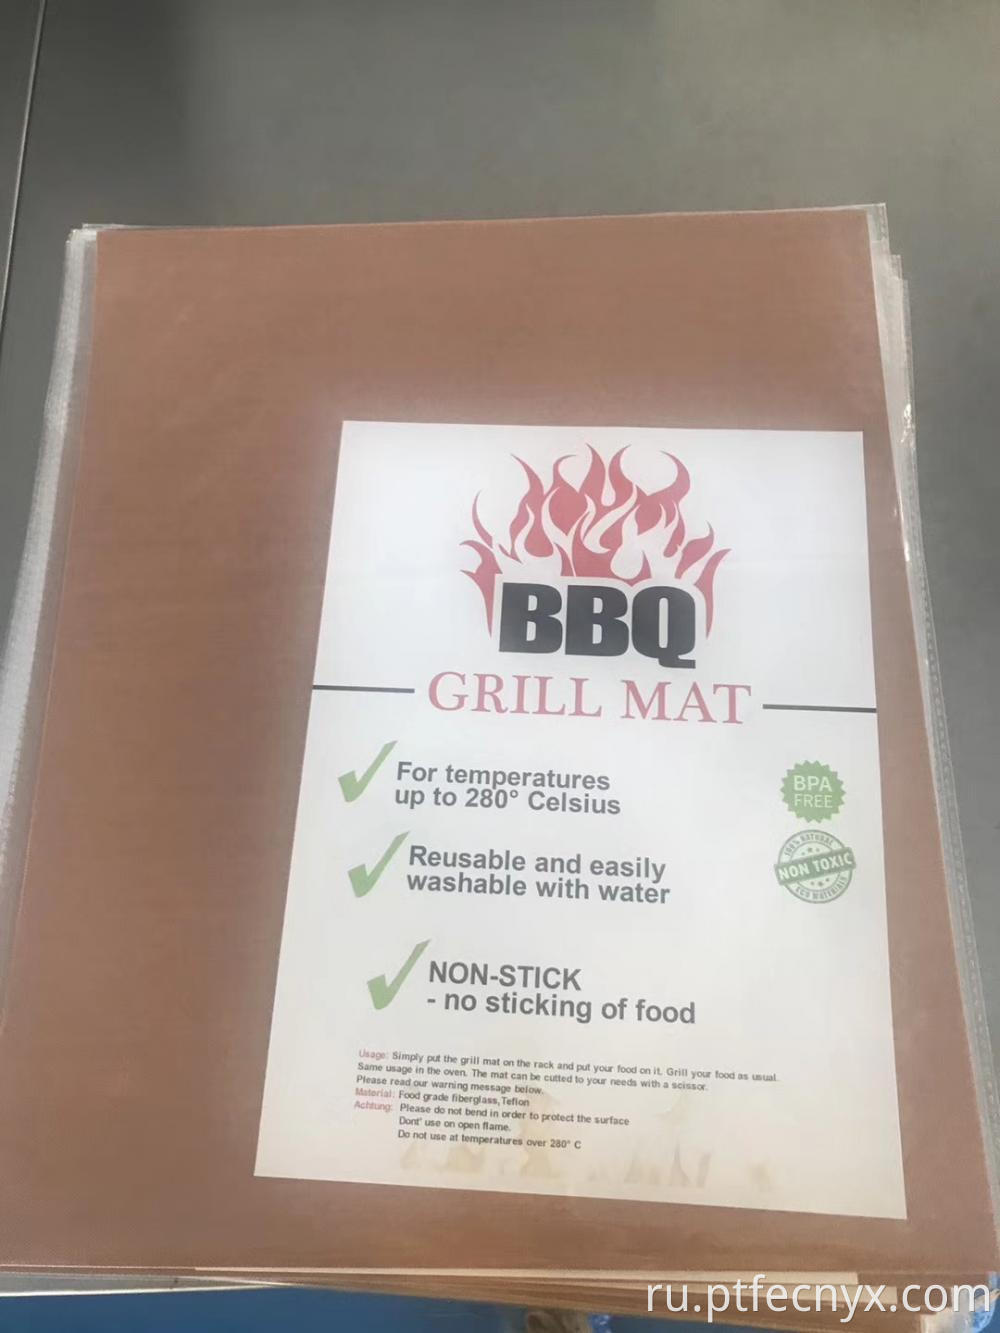 BBQ
GRILL MAT
For temperatures
up to 280° Celsius
BPA
FREE
Reusable and easily
washable with water
100% NATURAL
NON TOXIC
ECO MATERIALS
NON-STICK
- no sticking of food
Usage: Simply put the grill mat on the rack and put your food on it. Grill your food as usual.
Same usage in the oven. The mat can be cutted to your needs with a scissor.
Please read our warning message below.
Material: Food grade fiberglass,Teflon
Achtung: Please do not bend in order to protect the surface
Dont' use on open flame.
Do not use at temperatures over 280° C
ru.ptfecnyx.com